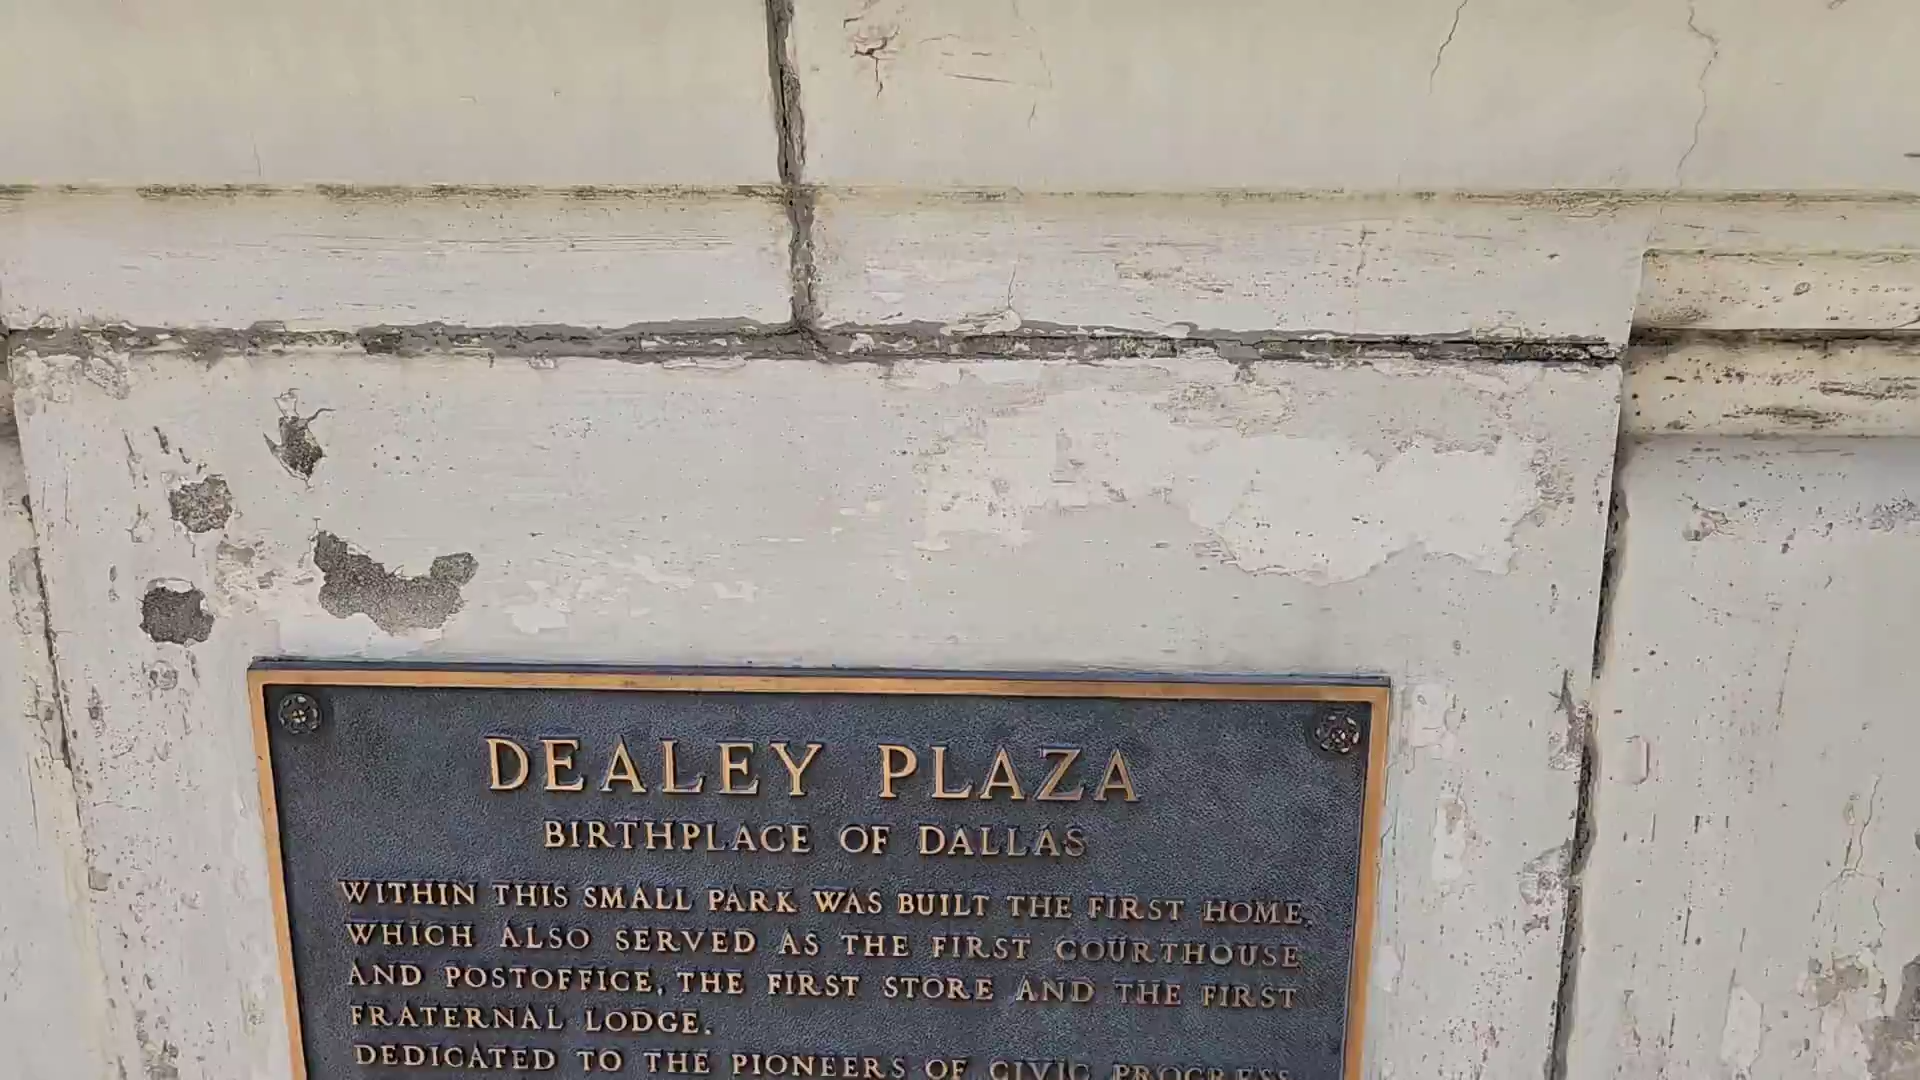 DEALEY PLAZA
BIRTHPLACE OF DALLAS
WITHIN THIS SMALL PARK WAS BUILT THE FIRST HOME,
WHICH ALSO SERVED AS THE FIRST COURTHOUSE
AND POSTOFFICE, THE FIRST STORE AND THE FIRST
FRATERNAL LODGE.
DEDICATED TO THE PIONEERS OF CIVIC PROGRESS